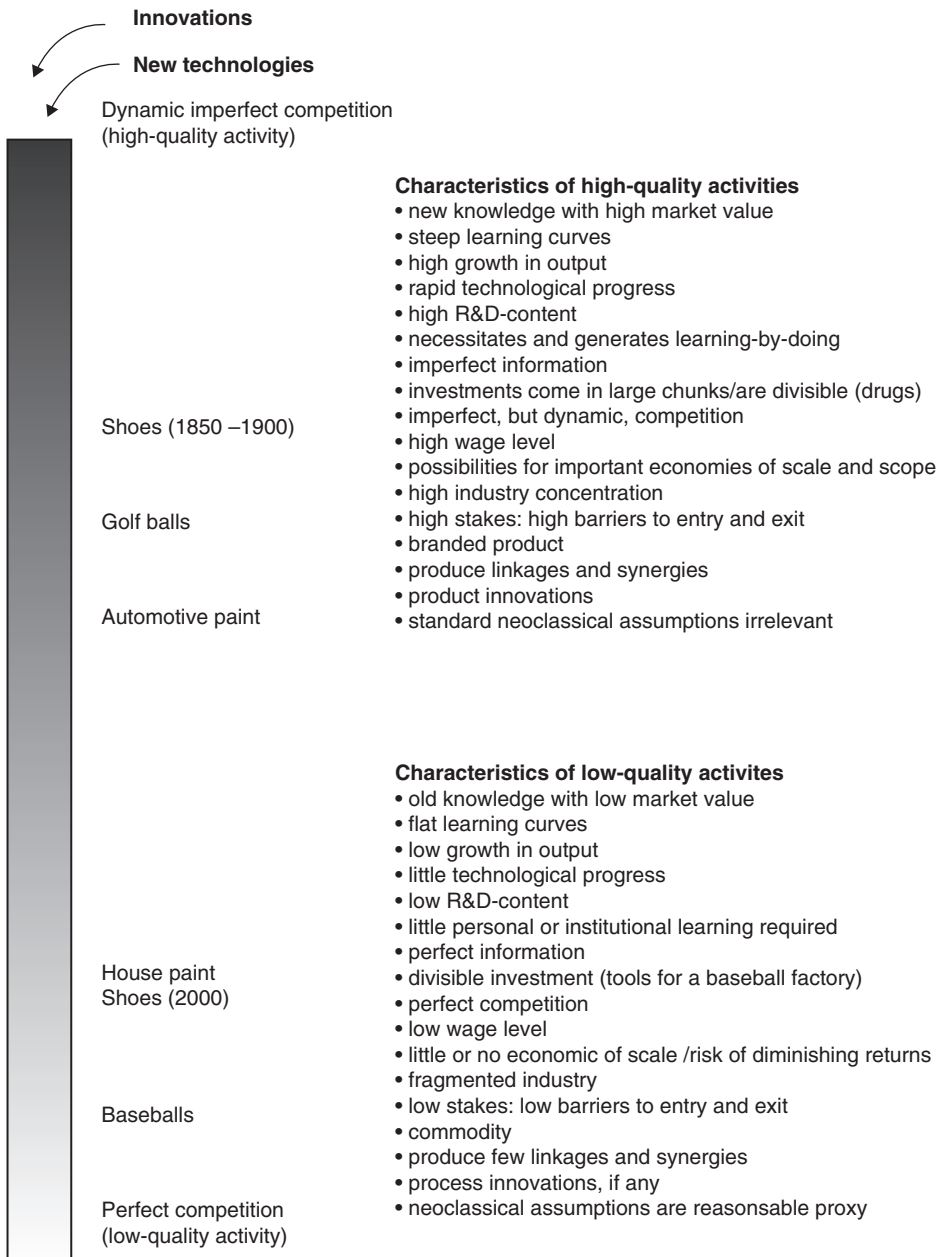 Innovations
New technologies
Dynamic imperfect competition
(high-quality activity)
Characteristics of high-quality activities
• new knowledge with high market value
• steep learning curves
• high growth in output
• rapid technological progress
• high R&D-content
• necessitates and generates learning-by-doing
• imperfect information
• investments come in large chunks/are divisible (drugs)
• imperfect, but dynamic, competition
Shoes (1850 –1900)
• high wage level
• possibilities for important economies of scale and scope
• high industry concentration
Golf balls
• high stakes: high barriers to entry and exit
• branded product
• produce linkages and synergies
• product innovations
Automotive paint
• standard neoclassical assumptions irrelevant
Characteristics of low-quality activites
• old knowledge with low market value
• flat learning curves
• low growth in output
• little technological progress
• low R&D-content
• little personal or institutional learning required
• perfect information
House paint
• divisible investment (tools for a baseball factory)
Shoes (2000)
• perfect competition
• low wage level
• little or no economic of scale /risk of diminishing returns
• fragmented industry
Baseballs
• low stakes: low barriers to entry and exit
• commodity
• produce few linkages and synergies
• process innovations, if any
Perfect competition
(low-quality activity)
• neoclassical assumptions are reasonable proxy